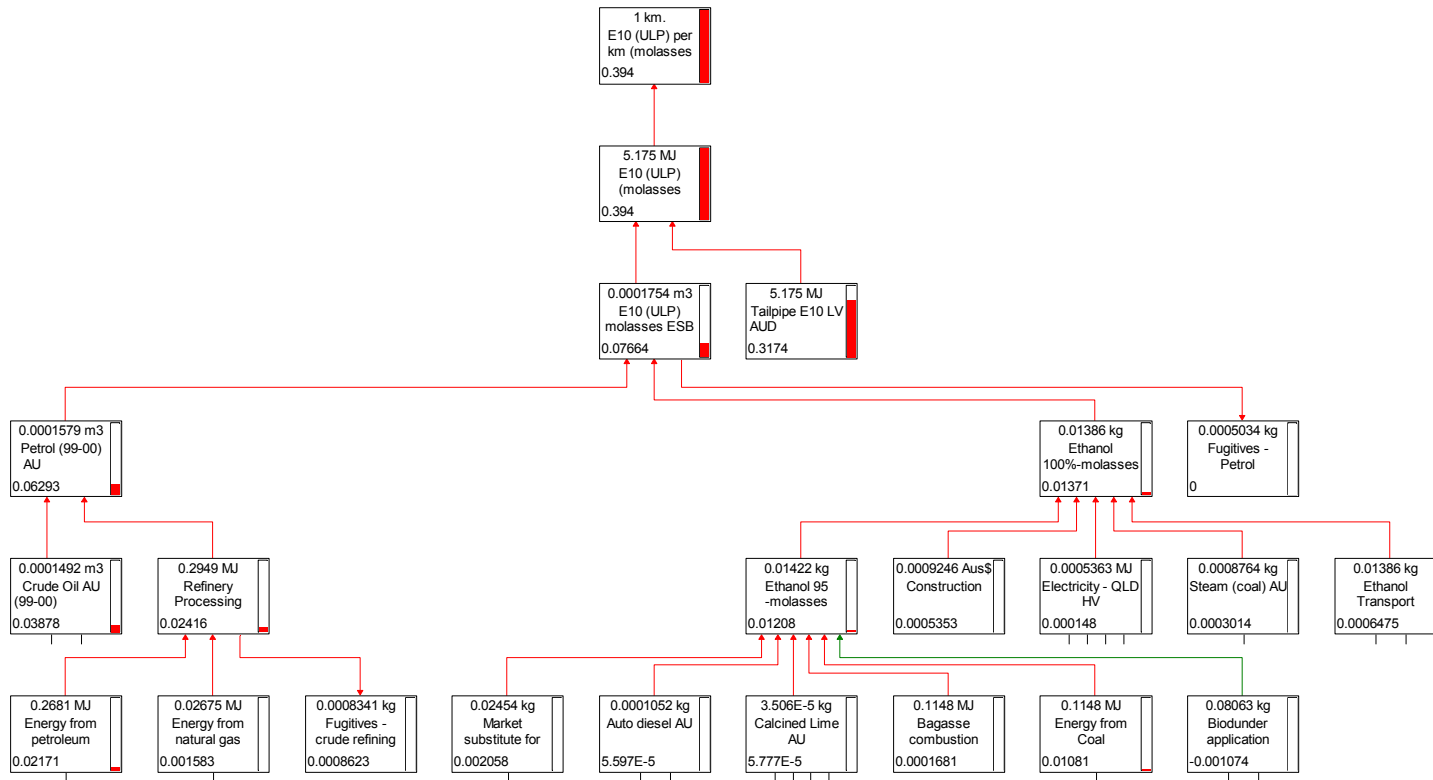 1 km.
E10 (ULP) per
km (molasses
0.394
5.175 MJ
E10 (ULP)
(molasses
0.394
0.0001754 m3
E10 (ULP)
molasses ESB
0.07664
5.175 MJ
Tailpipe E10 LV
AUD
0.3174
0.0001579 m3
Petrol (99-00)
AU
0.06293
0.01386 kg
Ethanol
100%-molasses
0.01371
0.0005034 kg
Fugitives -
Petrol
0
0.0001492 m3
Crude Oil AU
(99-00)
0.03878
0.2949 MJ
Refinery
Processing
0.02416
0.01422 kg
Ethanol 95
-molasses
0.01208
0.0009246 Aus$
Construction
0.0005353
0.0005363 MJ
Electricity - QLD
HV
0.000148
0.0008764 kg
Steam (coal) AU
0.0003014
0.01386 kg
Ethanol
Transport
0.0006475
0.2681 MJ
Energy from
petroleum
0.02171
0.02675 MJ
Energy from
natural gas
0.001583
0.0008341 kg
Fugitives -
crude refining
0.0008623
0.02454 kg
Market
substitute for
0.002058
0.0001052 kg
Auto diesel AU
5.597E-5
3.506E-5 kg
Calcined Lime
AU
5.777E-5
0.1148 MJ
Bagasse
combustion
0.0001681
0.1148 MJ
Energy from
Coal
0.01081
0.08063 kg
Biodunder
application
-0.001074